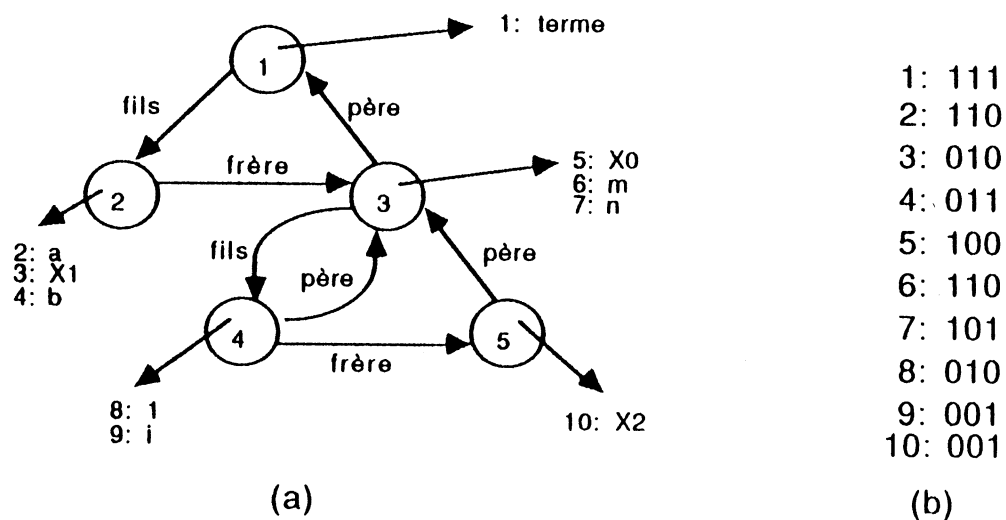 1: terme
1
fils
père
frère
2
3
5: X0
6: m
7: n
2: a
3: X1
4: b
fils
père
père
4
frère
5
8: 1
9: i
10: X2
(a)
1: 111
2: 110
3: 010
4: 011
5: 100
6: 110
7: 101
8: 010
9: 001
10: 001
(b)